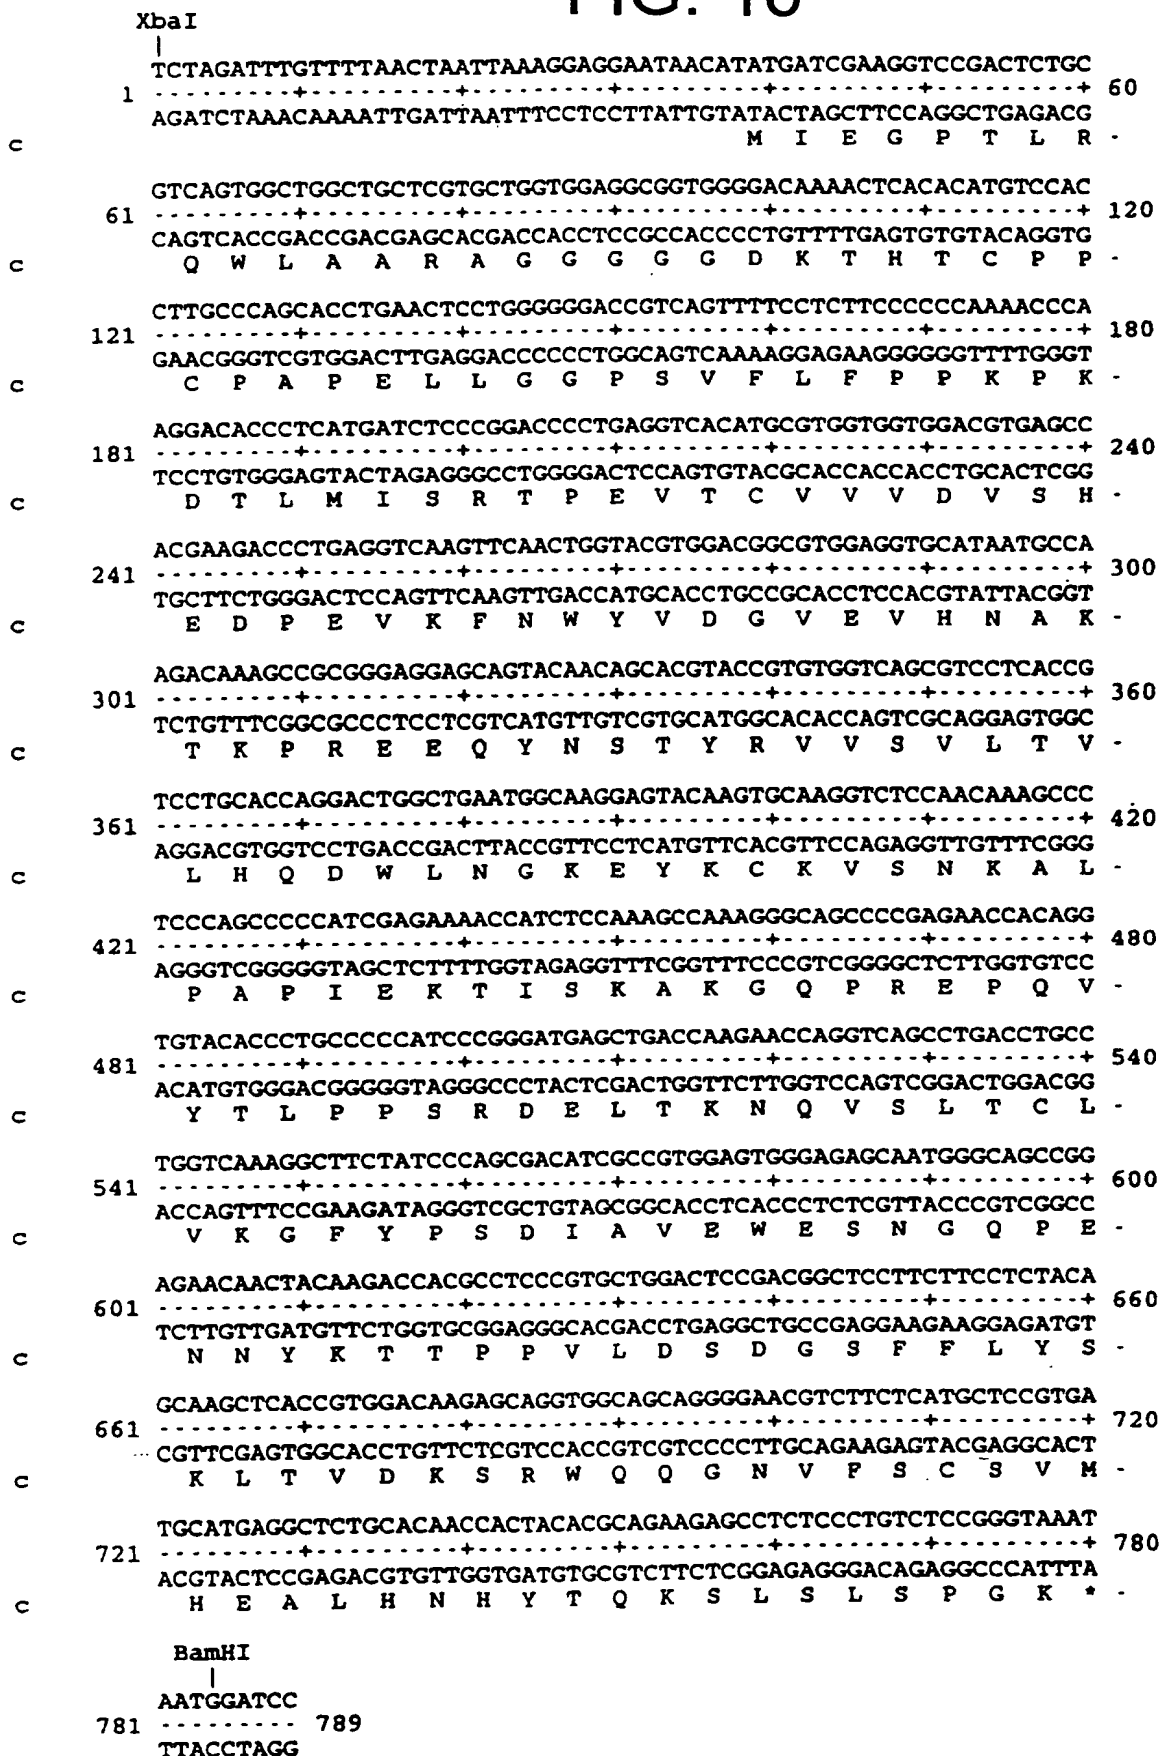 FIG.
XbaI
|
TCTAGATTTGTTTTAACTAATTAAAGGAGGAATAACATATGATCGAAGGTCCGACTCTGC
1 ---------+---------+---------+---------+---------+---------+ 60
AGATCTAAACAAAATTGATTAATTTCCTCCTTATTGTATACTAGCTTCCAGGCTGAGACG
c M I E G P T L R -
GTCAGTGGCTGGCTGCTCGTGCTGGTGGAGGCGGTGGGGACAAAACTCACACATGTCCAC
61 ---------+---------+---------+---------+---------+---------+ 120
CAGTCACCGACCGACGAGCACGACCACCTCCGCCACCCCTGTTTTGAGTGTGTACAGGTG
c Q W L A A R A G G G G G D K T H T C P P -
CTTGCCCAGCACCTGAACTCCTGGGGGGACCGTCAGTTTTCCTCTTCCCCCCAAAACCCA
121 ---------+---------+---------+---------+---------+---------+ 180
GAACGGGTCGTGGACTTGAGGACCCCCCTGGCAGTCAAAAGGAGAAGGGGGGTTTTGGGT
c C P A P E L L G G P S V F L F P P K P K -
AGGACACCCTCATGATCTCCCGGACCCCTGAGGTCACATGCGTGGTGGTGGACGTGAGCC
181 ---------+---------+---------+---------+---------+---------+ 240
TCCTGTGGGAGTACTAGAGGGCCTGGGGACTCCAGTGTACGCACCACCACCTGCACTCGG
c D T L M I S R T P E V T C V V V D V S H -
ACGAAGACCCTGAGGTCAAGTTCAACTGGTACGTGGACGGCGTGGAGGTGCATAATGCCA
241 ---------+---------+---------+---------+---------+---------+ 300
TGCTTCTGGGACTCCAGTTCAAGTTGACCATGCACCTGCCGCACCTCCACGTATTACGGT
c E D P E V K F N W Y V D G V E V H N A K -
AGACAAAGCCGCGGGAGGAGCAGTACAACAGCACGTACCGTGTGGTCAGCGTCCTCACCG
301 ---------+---------+---------+---------+---------+---------+ 360
TCTGTTTCGGCGCCCTCCTCGTCATGTTGTCGTGCATGGCACACCAGTCGCAGGAGTGGC
c T K P R E E Q Y N S T Y R V V S V L T V -
TCCTGCACCAGGACTGGCTGAATGGCAAGGAGTACAAGTGCAAGGTCTCCAACAAAGCCC
361 ---------+---------+---------+---------+---------+---------+ 420
AGGACGTGGTCCTGACCGACTTACCGTTCCTCATGTTCACGTTCCAGAGGTTGTTTCGGG
c L H Q D W L N G K E Y K C K V S N K A L -
TCCCAGCCCCCATCGAGAAAACCATCTCCAAAGCCAAAGGGCAGCCCCGAGAACCACAGG
421 ---------+---------+---------+---------+---------+---------+ 480
AGGGTCGGGGGTAGCTCTTTTGGTAGAGGTTTCGGTTTCCCGTCGGGGCTCTTGGTGTCC
c P A P I E K T I S K A K G Q P R E P Q V -
TGTACACCCTGCCCCCATCCCGGGATGAGCTGACCAAGAACCAGGTCAGCCTGACCTGCC
481 ---------+---------+---------+---------+---------+---------+ 540
ACATGTGGGACGGGGGTAGGGCCCTACTCGACTGGTTCTTGGTCCAGTCGGACTGGACGG
c Y T L P P S R D E L T K N Q V S L T C L -
TGGTCAAAGGCTTCTATCCCAGCGACATCGCCGTGGAGTGGGAGAGCAATGGGCAGCCGG
541 ---------+---------+---------+---------+---------+---------+ 600
ACCAGTTTCCGAAGATAGGGTCGCTGTAGCGGCACCTCACCCTCTCGTTACCCGTCGGCC
c V K G F Y P S D I A V E W E S N G Q P E -
AGAACAACTACAAGACCACGCCTCCCGTGCTGGACTCCGACGGCTCCTTCTTCCTCTACA
601 ---------+---------+---------+---------+---------+---------+ 660
TCTTGTTGATGTTCTGGTGCGGAGGGCACGACCTGAGGCTGCCGAGGAAGAAGGAGATGT
c N N Y K T T P P V L D S D G S F F L Y S -
GCAAGCTCACCGTGGACAAGAGCAGGTGGCAGCAGGGGAACGTCTTCTCATGCTCCGTGA
661 ---------+---------+---------+---------+---------+---------+ 720
CGTTCGAGTGGCACCTGTTCTCGTCCACCGTCGTCCCCTTGCAGAAGAGTACGAGGCACT
c K L T V D K S R W Q Q G N V F S C S V M -
TGCATGAGGCTCTGCACAACCACTACACGCAGAAGAGCCTCTCCCTGTCTCCGGGTAAAT
721 ---------+---------+---------+---------+---------+---------+ 780
ACGTACTCCGAGACGTGTTGGTGATGTGCGTCTTCTCGGAGAGGGACAGAGGCCCATTTA
c H E A L H N H Y T Q K S L S L S P G K * -
BamHI
|
AATGGATCC
781 --------- 789
TTACCTAGG